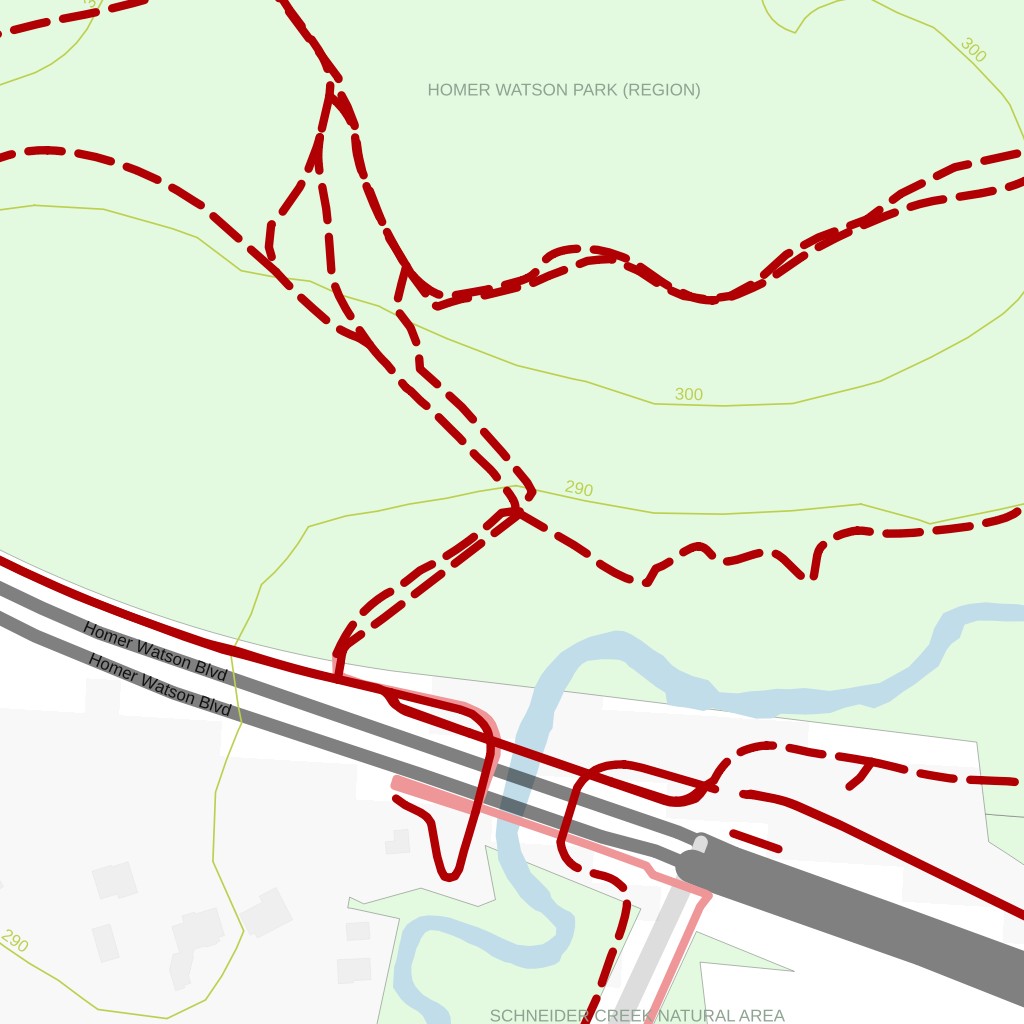 300
HOMER WATSON PARK (REGION)
300
290
Homer Watson Blvd
Homer Watson Blvd
290
SCHNEIDER CREEK NATURAL AREA